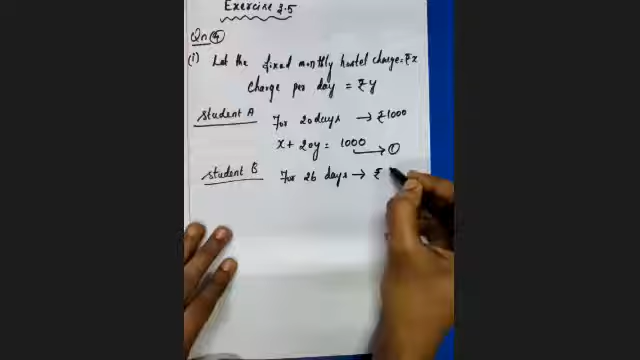 Exercise 3.5
Qn 4
(i) Let the fixed monthly hostel charge = ₹x
Charge per day = ₹y
Student A For 20 days → ₹1000
x + 20y = 1000 → ①
Student B For 26 days → ₹